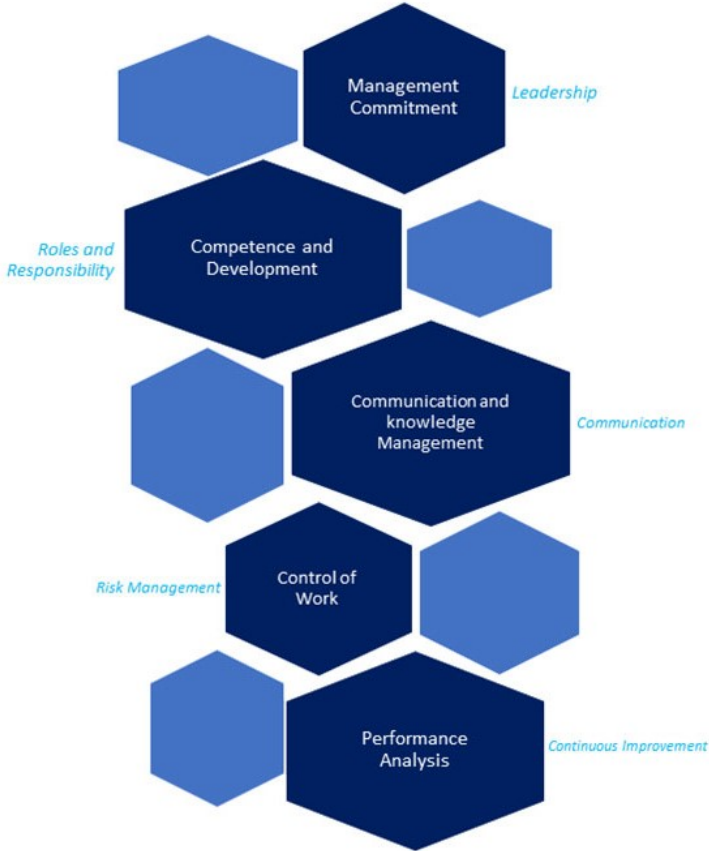 Management
Commitment
Leadership
Roles and
Responsibility
Competence and
Development
Communication and
knowledge
Management
Communication
Risk Management
Control of
Work
Performance
Analysis
Continuous Improvement